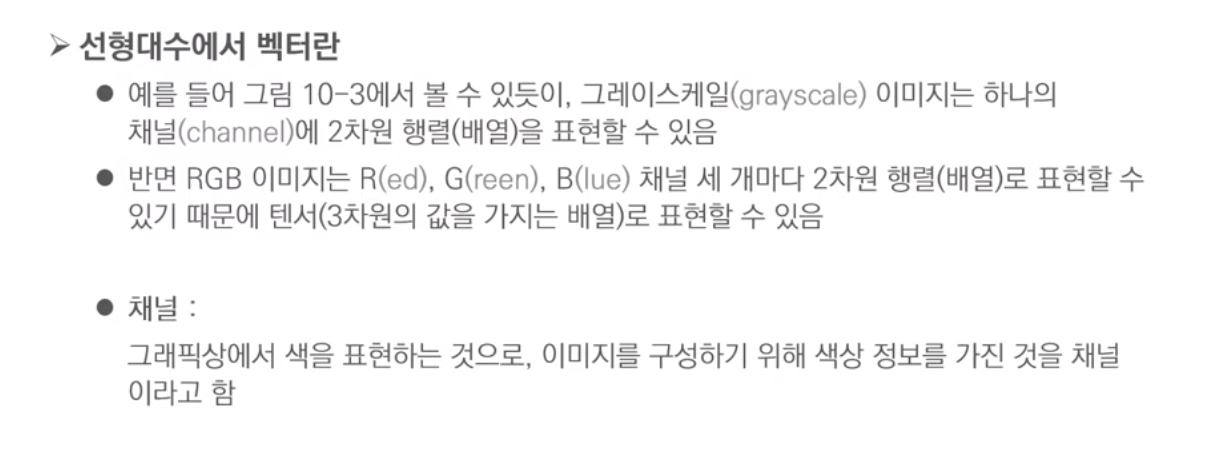 ➢ 선형대수에서 벡터란
● 예를 들어 그림 10-3에서 볼 수 있듯이, 그레이스케일(grayscale) 이미지는 하나의
채널(channel)에 2차원 행렬(배열)을 표현할 수 있음
● 반면 RGB 이미지는 R(ed), G(reen), B(lue) 채널 세 개마다 2차원 행렬(배열)로 표현할 수
있기 때문에 텐서(3차원의 값을 가지는 배열)로 표현할 수 있음
● 채널 :
그래픽상에서 색을 표현하는 것으로, 이미지를 구성하기 위해 색상 정보를 가진 것을 채널
이라고 함